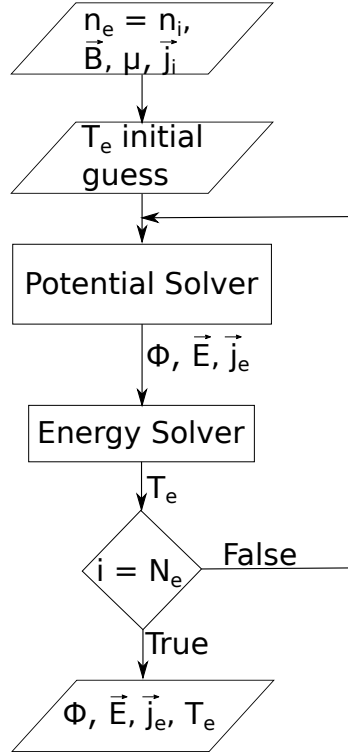 nₑ = nᵢ,
B⃗, μ, j⃗ᵢ
Tₑ initial
guess
Potential Solver
Φ, E⃗, j⃗ₑ
Energy Solver
Tₑ
i = Nₑ
False
True
Φ, E⃗, j⃗ₑ, Tₑ